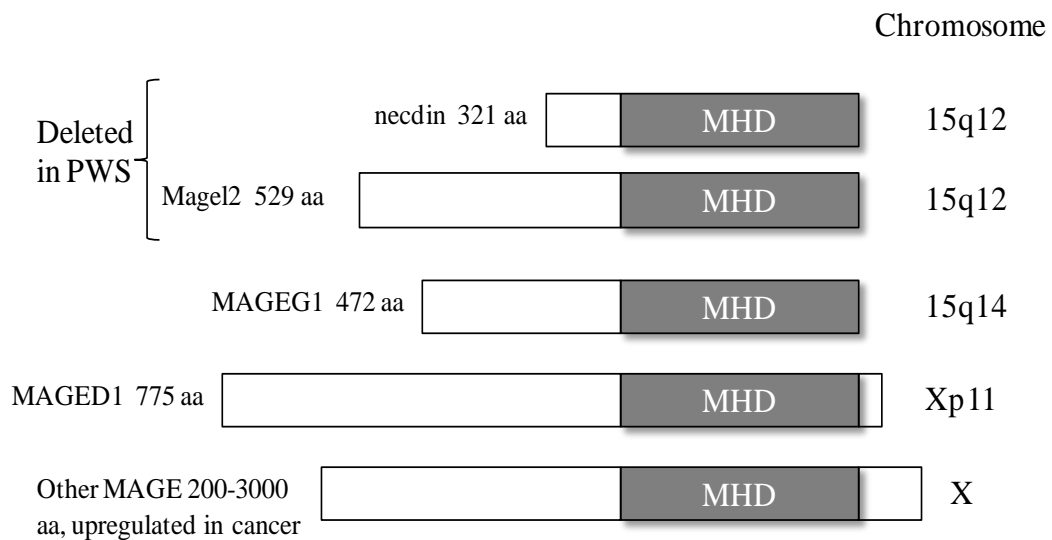 Chromosome
Deleted
in PWS
necdin 321 aa
MHD
15q12
Magel2 529 aa
MHD
15q12
MAGEG1 472 aa
MHD
15q14
MAGED1 775 aa
MHD
Xp11
Other MAGE 200-3000
aa, upregulated in cancer
MHD
X